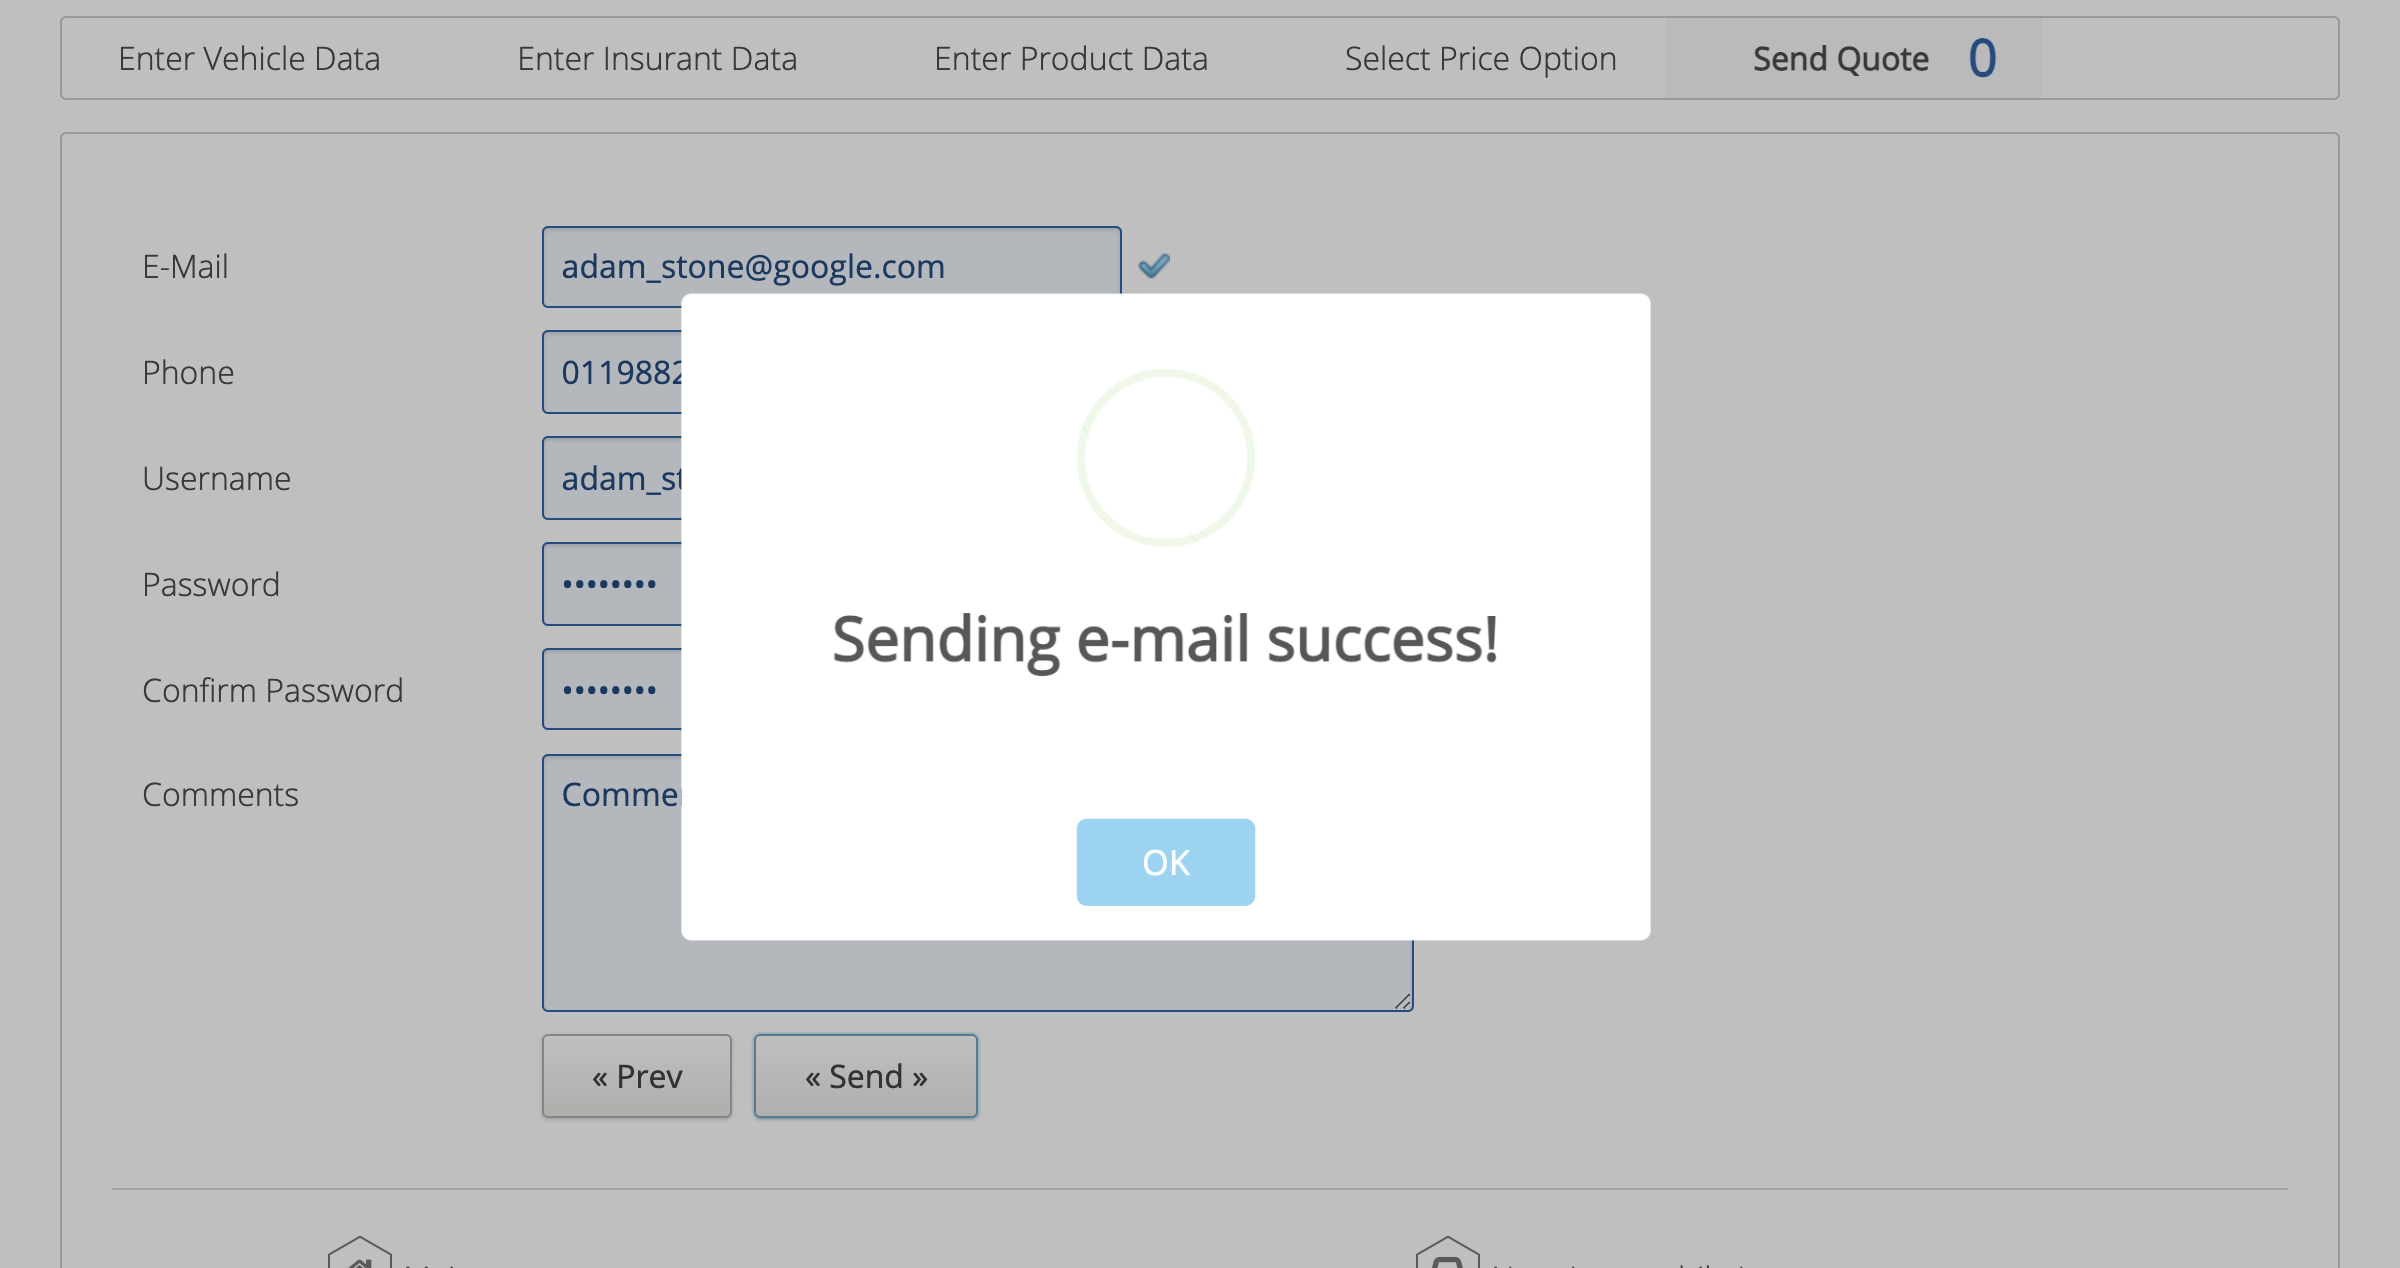 Enter Vehicle Data Enter Insurant Data Enter Product Data Select Price Option Send Quote 0
E-Mail adam_stone@google.com
Phone 0119882
Username adam_st
Password ••••••••
Confirm Password ••••••••
Comments
Sending e-mail success!
OK
« Prev « Send »